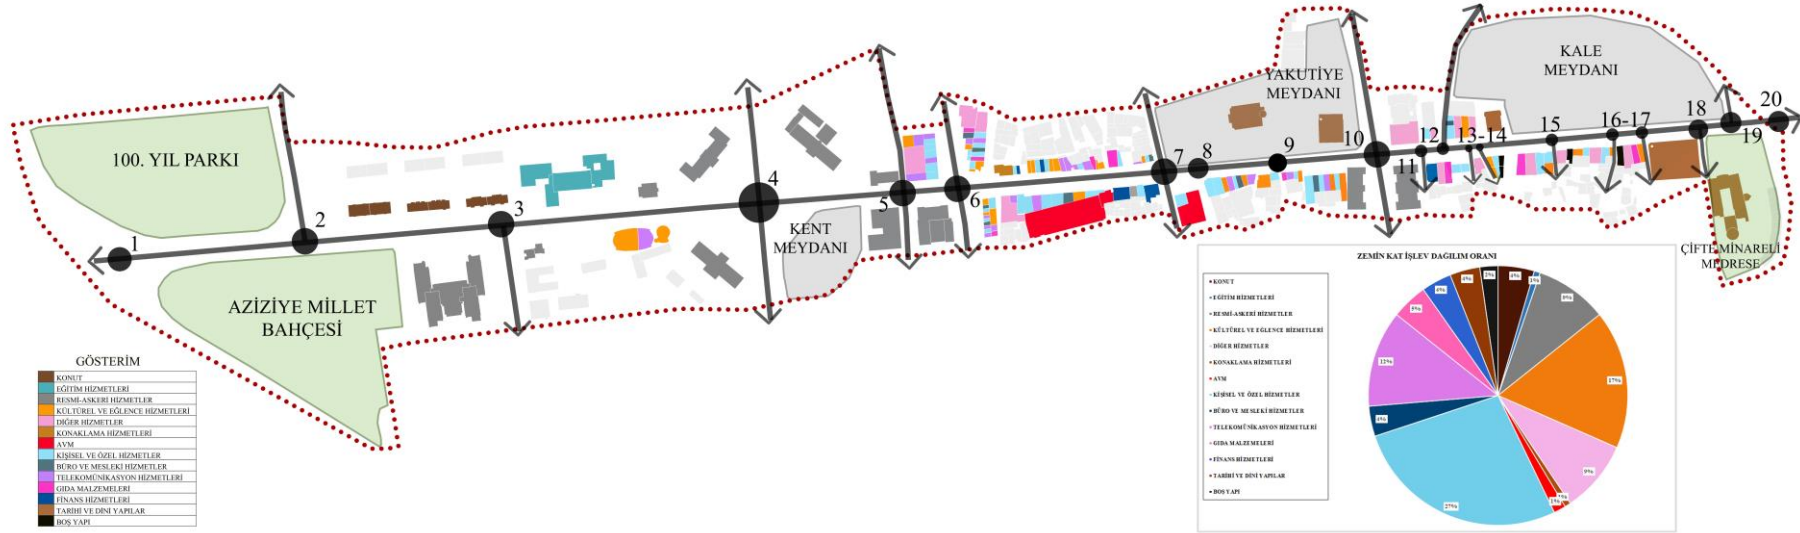 100. YIL PARKI
AZİZİYE MİLLET
BAHÇESİ
KENT
MEYDANI
YAKUTİYE
MEYDANI
KALE
MEYDANI
ÇİFTE MİNARELİ
MEDRESE
1
2
3
4
5
6
7
8
9
10
11
12
13-14
15
16-17
18
19
20
GÖSTERİM
KONUT
EĞİTİM HİZMETLERİ
RESMİ-ASKERİ HİZMETLER
KÜLTÜREL VE EĞLENCE HİZMETLERİ
DİĞER HİZMETLER
KONAKLAMA HİZMETLERİ
AVM
KİŞİSEL VE ÖZEL HİZMETLER
BÜRO VE MESLEKİ HİZMETLER
TELEKOMÜNİKASYON HİZMETLERİ
GIDA MALZEMELERİ
FİNANS HİZMETLERİ
TARİHİ VE DİNİ YAPILAR
BOŞ YAPI
ZEMİN KAT İŞLEV DAĞILIM ORANI
KONUT
EĞİTİM HİZMETLERİ
RESMİ-ASKERİ HİZMETLER
KÜLTÜREL VE EĞLENCE HİZMETLERİ
DİĞER HİZMETLER
KONAKLAMA HİZMETLERİ
AVM
KİŞİSEL VE ÖZEL HİZMETLER
BÜRO VE MESLEKİ HİZMETLER
TELEKOMÜNİKASYON HİZMETLERİ
GIDA MALZEMELERİ
FİNANS HİZMETLERİ
TARİHİ VE DİNİ YAPILAR
BOŞ YAPI
4%
1%
9%
17%
9%
1%
1%
27%
4%
12%
4%
2%